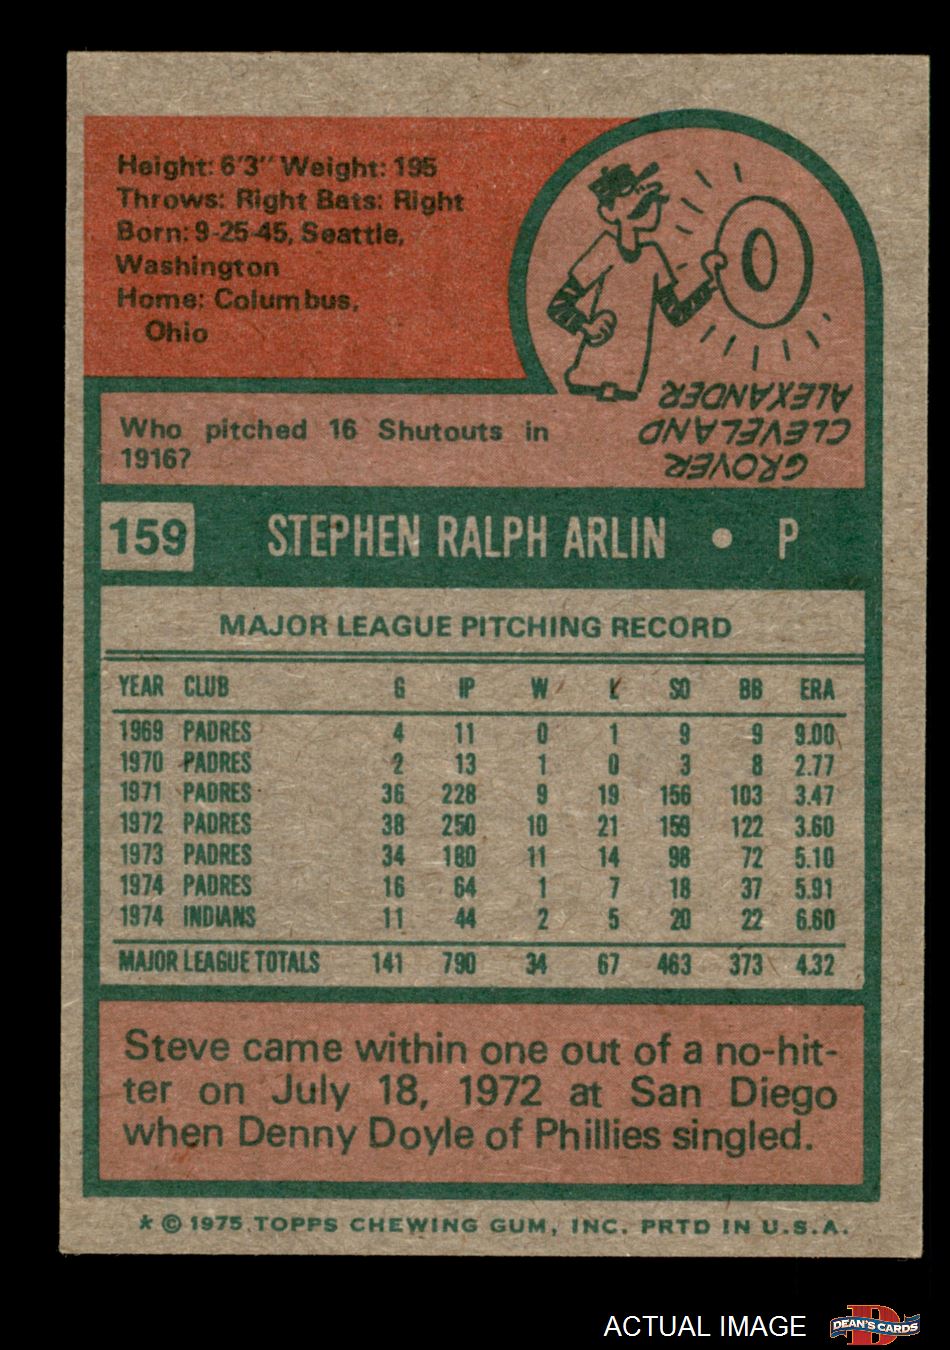 Height: 6'3" Weight: 195
Throws: Right Bats: Right
Born: 9-25-45, Seattle,
Washington
Home: Columbus,
Ohio
Who pitched 16 Shutouts in
1916?
O
GROVER
CLEVELAND
ALEXANDER
159 STEPHEN RALPH ARLIN • P
MAJOR LEAGUE PITCHING RECORD
YEAR CLUB G IP W L SO BB ERA
1969 PADRES 4 11 0 1 9 9 9.00
1970 PADRES 2 13 1 0 3 8 2.77
1971 PADRES 36 228 9 19 156 103 3.47
1972 PADRES 38 250 10 21 159 122 3.60
1973 PADRES 34 180 11 14 98 72 5.10
1974 PADRES 16 64 1 7 18 37 5.91
1974 INDIANS 11 44 2 5 20 22 6.60
MAJOR LEAGUE TOTALS 141 790 34 67 463 373 4.32
Steve came within one out of a no-hit-
ter on July 18, 1972 at San Diego
when Denny Doyle of Phillies singled.
* © 1975 TOPPS CHEWING GUM, INC. PRTD IN U.S.A.
ACTUAL IMAGE
D
DEAN'S CARDS